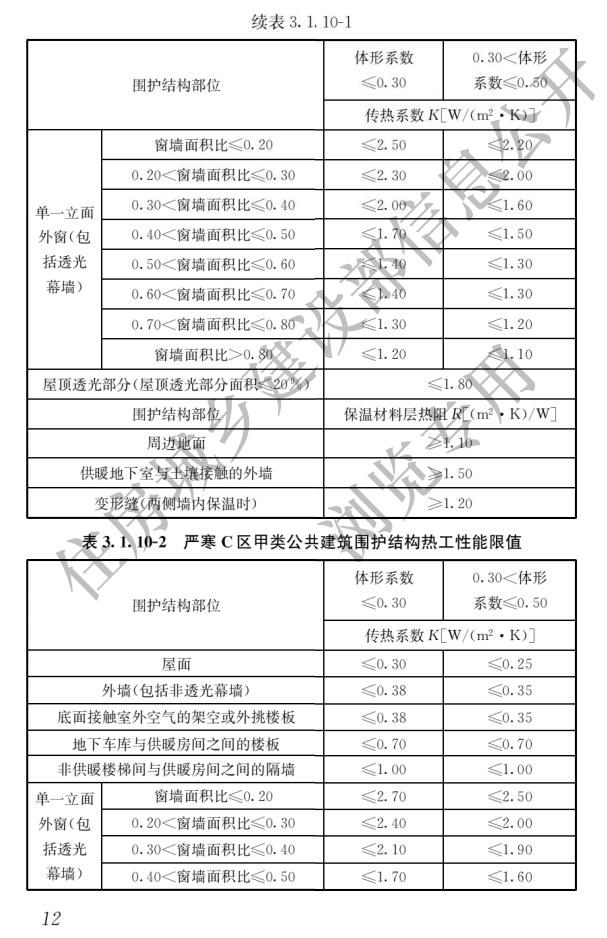 续表 3.1.10-1
围护结构部位 体形系数≤0.30 0.30<体形系数≤0.50
传热系数 K[W/(m²·K)]
单一立面外窗(包括透光幕墙) 窗墙面积比≤0.20 ≤2.50 ≤2.20
0.20<窗墙面积比≤0.30 ≤2.30 ≤2.00
0.30<窗墙面积比≤0.40 ≤2.00 ≤1.60
0.40<窗墙面积比≤0.50 ≤1.70 ≤1.50
0.50<窗墙面积比≤0.60 ≤1.40 ≤1.30
0.60<窗墙面积比≤0.70 ≤1.40 ≤1.30
0.70<窗墙面积比≤0.80 ≤1.30 ≤1.20
窗墙面积比>0.80 ≤1.20 ≤1.10
屋顶透光部分(屋顶透光部分面积≤20%) ≤1.80
围护结构部位 保温材料层热阻 R[(m²·K)/W]
周边地面 ≥1.10
供暖地下室与土壤接触的外墙 ≥1.50
变形缝(两侧墙内保温时) ≥1.20
表 3.1.10-2 严寒 C 区甲类公共建筑围护结构热工性能限值
围护结构部位 体形系数≤0.30 0.30<体形系数≤0.50
传热系数 K[W/(m²·K)]
屋面 ≤0.30 ≤0.25
外墙(包括非透光幕墙) ≤0.38 ≤0.35
底面接触室外空气的架空或外挑楼板 ≤0.38 ≤0.35
地下车库与供暖房间之间的楼板 ≤0.70 ≤0.70
非供暖楼梯间与供暖房间之间的隔墙 ≤1.00 ≤1.00
单一立面外窗(包括透光幕墙) 窗墙面积比≤0.20 ≤2.70 ≤2.50
0.20<窗墙面积比≤0.30 ≤2.40 ≤2.00
0.30<窗墙面积比≤0.40 ≤2.10 ≤1.90
0.40<窗墙面积比≤0.50 ≤1.70 ≤1.60
12
住房城乡建设部信息公开
浏览专用